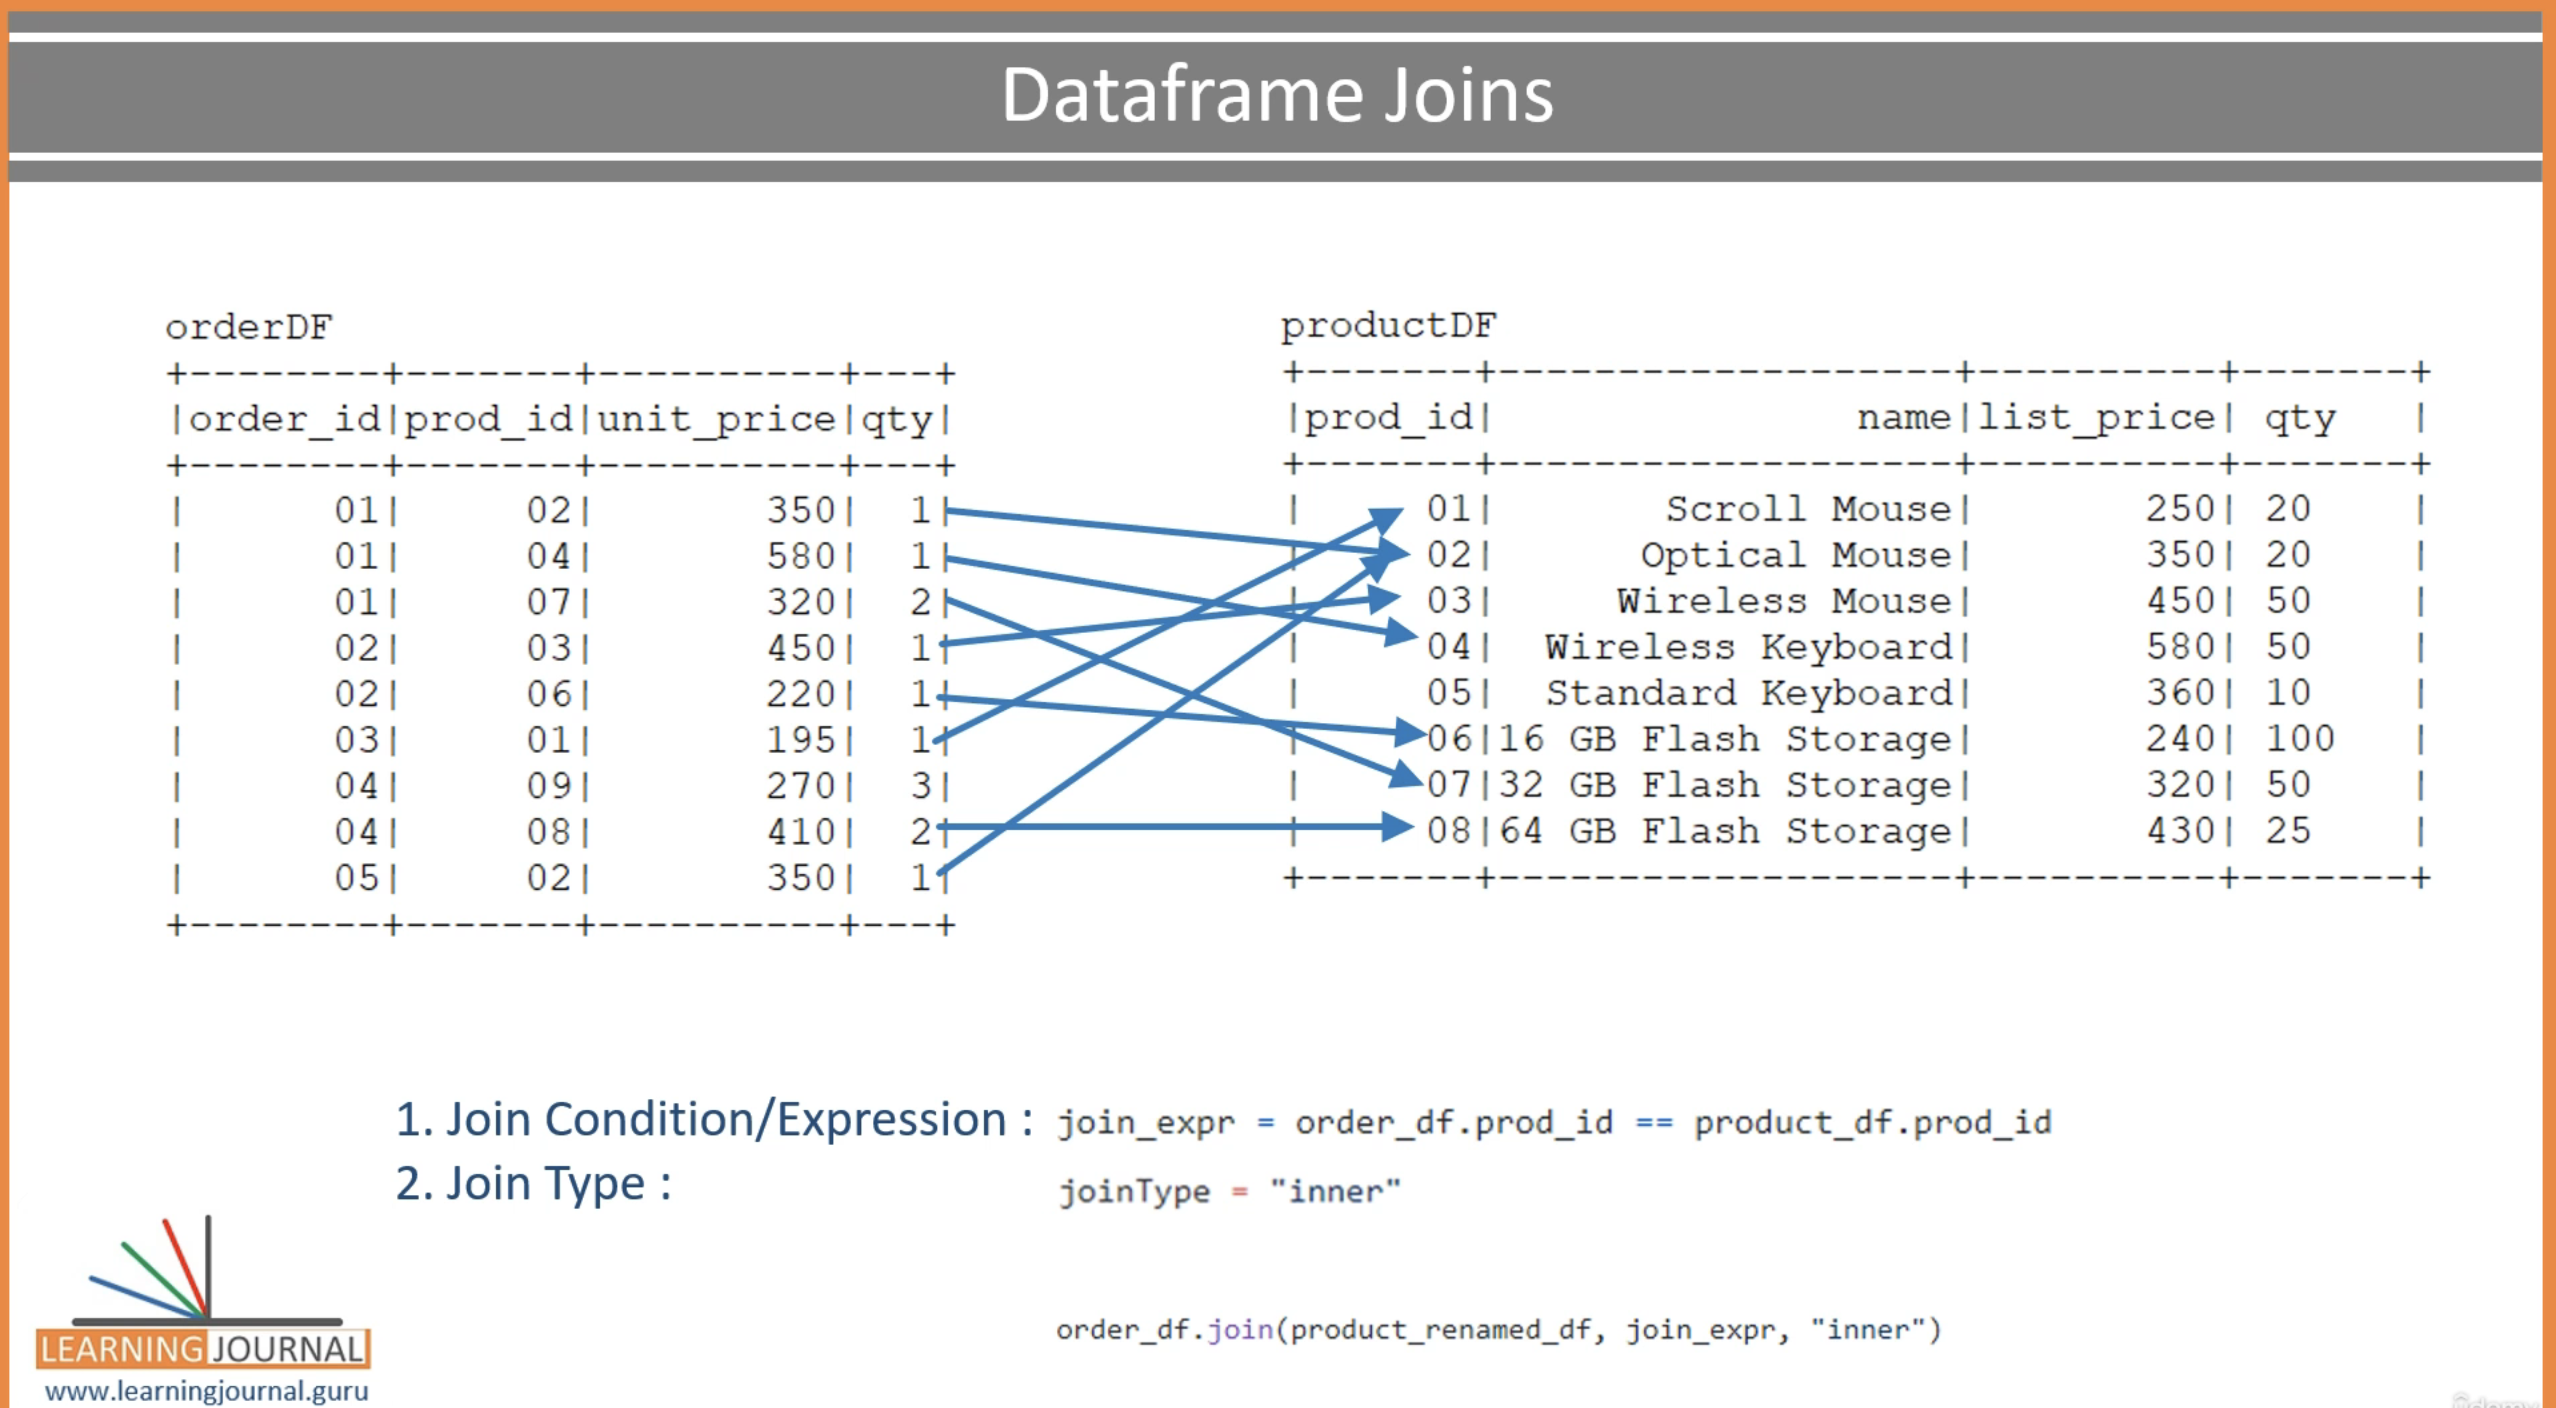 Dataframe Joins
orderDF
+--------+-------+----------+---+
|order_id|prod_id|unit_price|qty|
+--------+-------+----------+---+
|      01|     02|       350|  1|
|      01|     04|       580|  1|
|      01|     07|       320|  2|
|      02|     03|       450|  1|
|      02|     06|       220|  1|
|      03|     01|       195|  1|
|      04|     09|       270|  3|
|      04|     08|       410|  2|
|      05|     02|       350|  1|
+--------+-------+----------+---+
productDF
+-------+-------------------+----------+-------+
|prod_id|               name|list_price| qty   |
+-------+-------------------+----------+-------+
|     01|       Scroll Mouse|       250| 20    |
|     02|      Optical Mouse|       350| 20    |
|     03|     Wireless Mouse|       450| 50    |
|     04|  Wireless Keyboard|       580| 50    |
|     05|  Standard Keyboard|       360| 10    |
|     06|16 GB Flash Storage|       240| 100   |
|     07|32 GB Flash Storage|       320| 50    |
|     08|64 GB Flash Storage|       430| 25    |
+-------+-------------------+----------+-------+
1. Join Condition/Expression : join_expr = order_df.prod_id == product_df.prod_id
2. Join Type : joinType = "inner"
order_df.join(product_renamed_df, join_expr, "inner")
LEARNING JOURNAL
www.learningjournal.guru